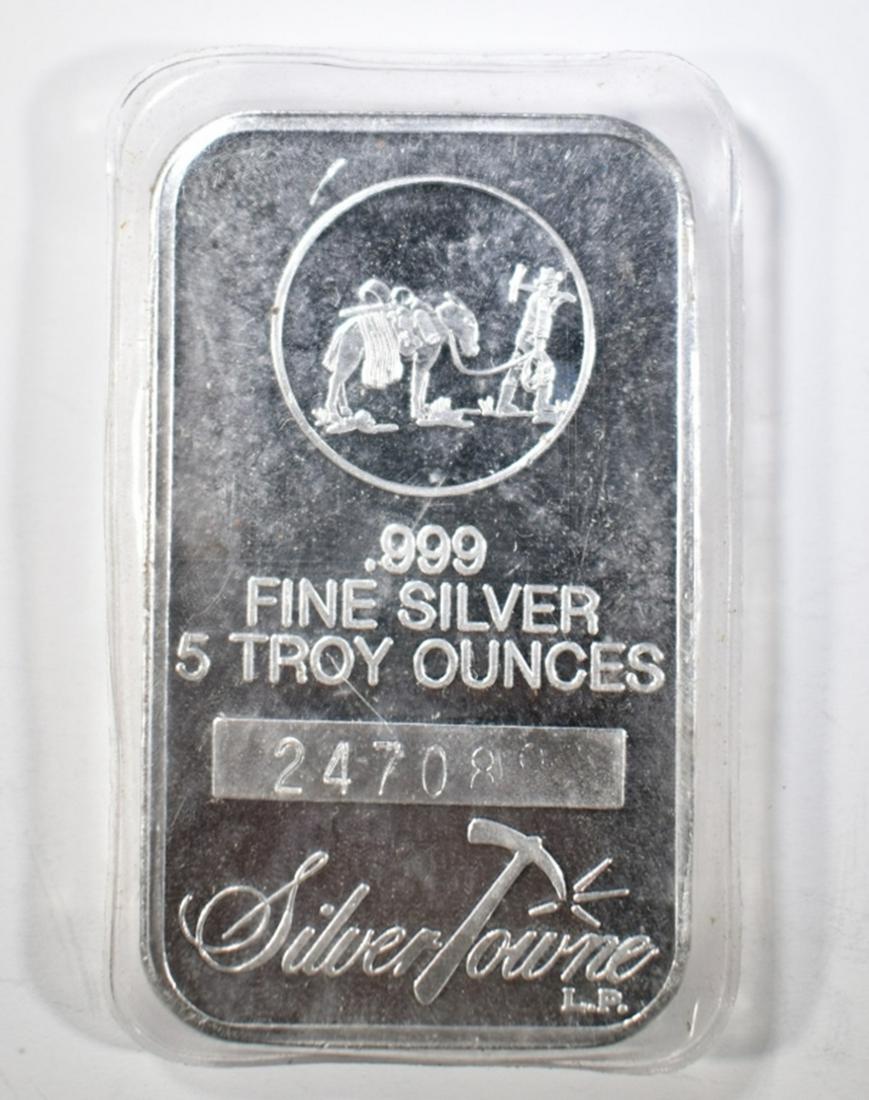 .999
FINE SILVER
5 TROY OUNCES
SilverTowne
L.P.